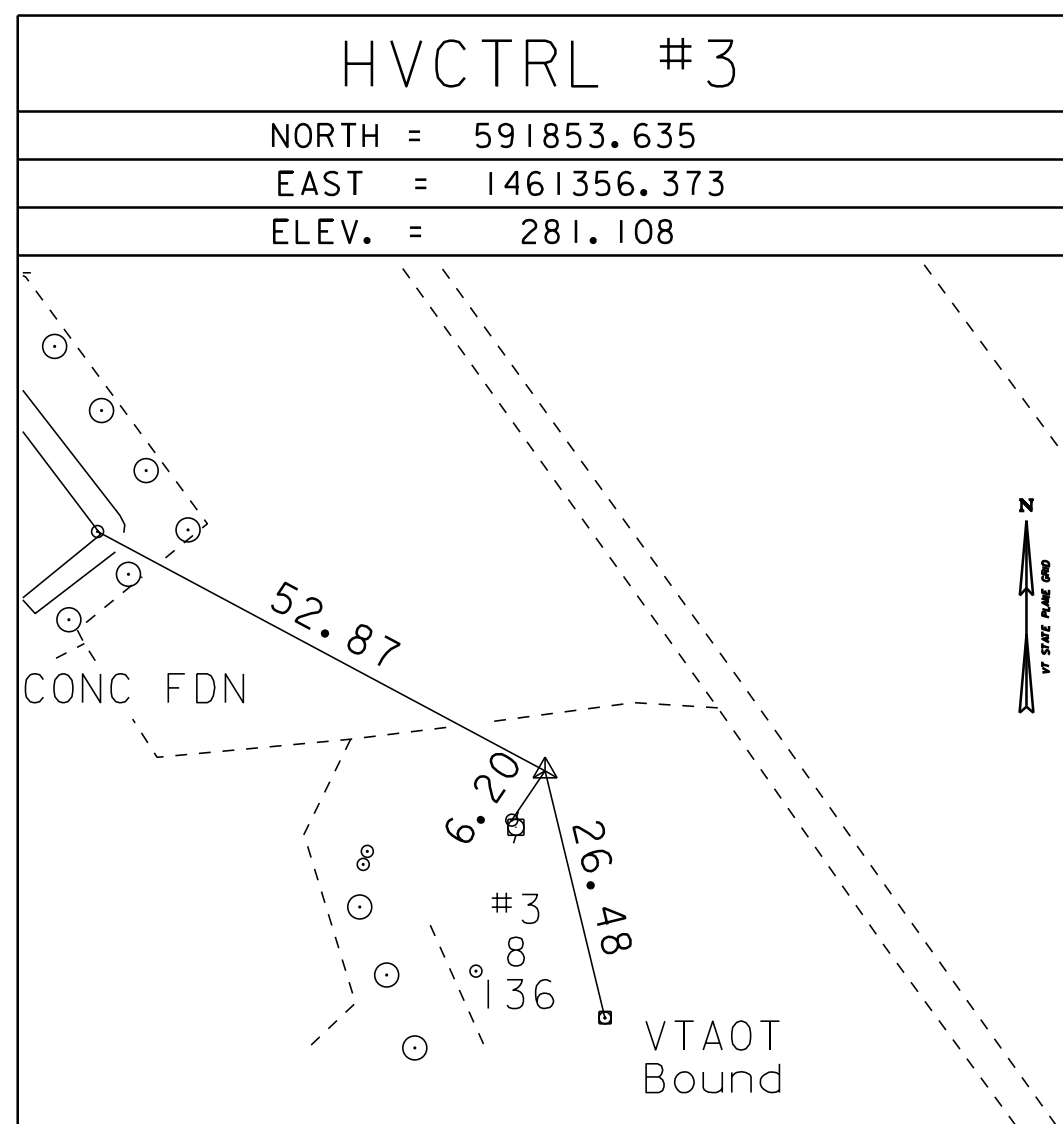 HVCTRL #3
NORTH = 591853.635
EAST = 1461356.373
ELEV. = 281.108
N
VT STATE PLANE GRID
52.87
CONC FDN
6.20
26.48
#3
8
136
VTAOT
Bound